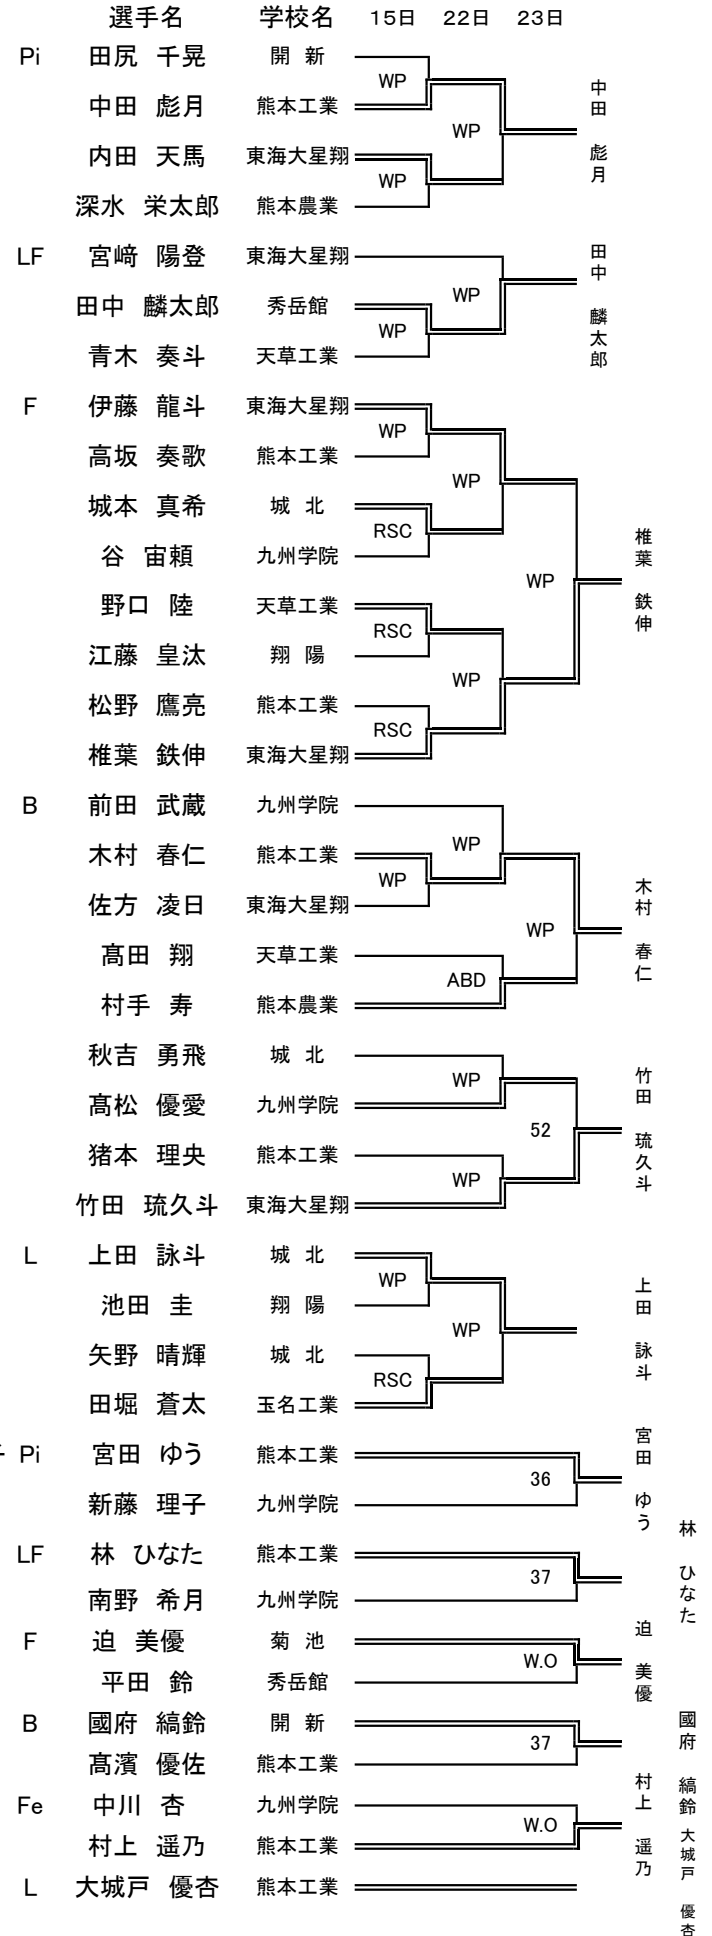 選手名 学校名 15日 22日 23日
Pi 田尻 千晃 開 新
WP
中田 彪月 熊本工業
WP
中田 彪月
内田 天馬 東海大星翔
WP
深水 栄太郎 熊本農業
LF 宮﨑 陽登 東海大星翔
WP
田中 麟太郎
田中 麟太郎 秀岳館
WP
青木 奏斗 天草工業
F 伊藤 龍斗 東海大星翔
WP
高坂 奏歌 熊本工業
WP
城本 真希 城 北
RSC
谷 宙頼 九州学院
WP
椎葉 鉄伸
野口 陸 天草工業
RSC
江藤 皇汰 翔 陽
WP
松野 鷹亮 熊本工業
RSC
椎葉 鉄伸 東海大星翔
B 前田 武蔵 九州学院
WP
木村 春仁 熊本工業
WP
佐方 凌日 東海大星翔
WP
木村 春仁
髙田 翔 天草工業
ABD
村手 寿 熊本農業
秋吉 勇飛 城 北
WP
髙松 優愛 九州学院
52
竹田 琉久斗
猪本 理央 熊本工業
WP
竹田 琉久斗 東海大星翔
L 上田 詠斗 城 北
WP
池田 圭 翔 陽
WP
上田 詠斗
矢野 晴輝 城 北
RSC
田堀 蒼太 玉名工業
Pi 宮田 ゆう 熊本工業
36
宮田 ゆう
新藤 理子 九州学院
LF 林 ひなた 熊本工業
37
林 ひなた
南野 希月 九州学院
F 迫 美優 菊 池
W.O
迫 美優
平田 鈴 秀岳館
B 國府 縞鈴 開 新
37
國府 縞鈴
髙濱 優佐 熊本工業
Fe 中川 杏 九州学院
W.O
村上 遥乃
村上 遥乃 熊本工業
L 大城戸 優杏 熊本工業
大城戸 優杏